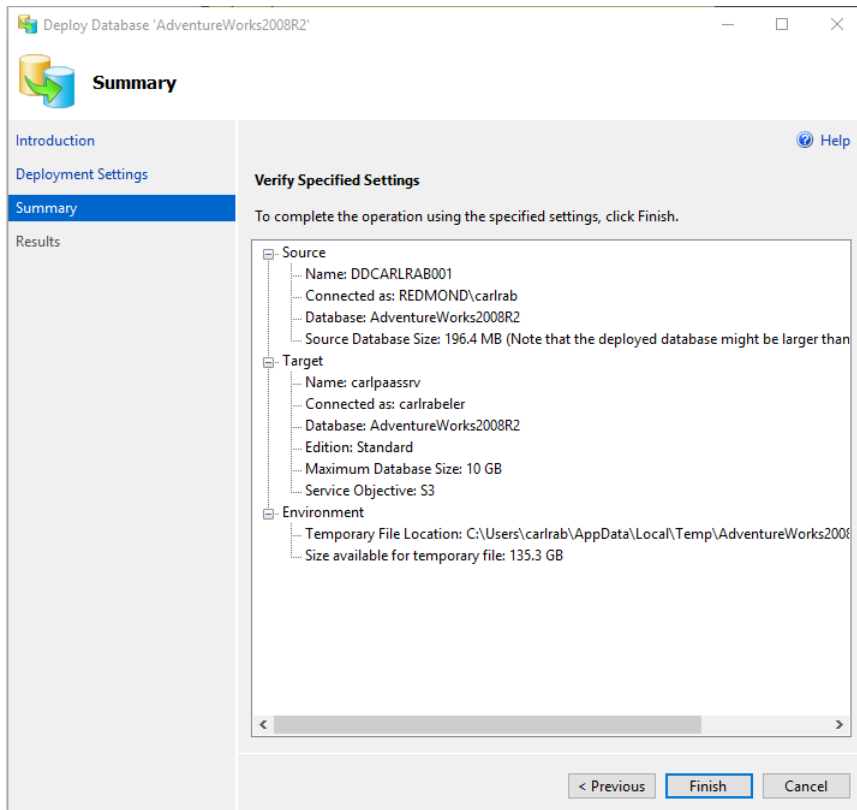 Deploy Database 'AdventureWorks2008R2'
Summary
Introduction
Deployment Settings
Summary
Results
Help
Verify Specified Settings
To complete the operation using the specified settings, click Finish.
Source
Name: DDCARLRAB001
Connected as: REDMOND\carlrab
Database: AdventureWorks2008R2
Source Database Size: 196.4 MB (Note that the deployed database might be larger than
Target
Name: carlpaassrv
Connected as: carlrabeler
Database: AdventureWorks2008R2
Edition: Standard
Maximum Database Size: 10 GB
Service Objective: S3
Environment
Temporary File Location: C:\Users\carlrab\AppData\Local\Temp\AdventureWorks2008
Size available for temporary file: 135.3 GB
< Previous
Finish
Cancel